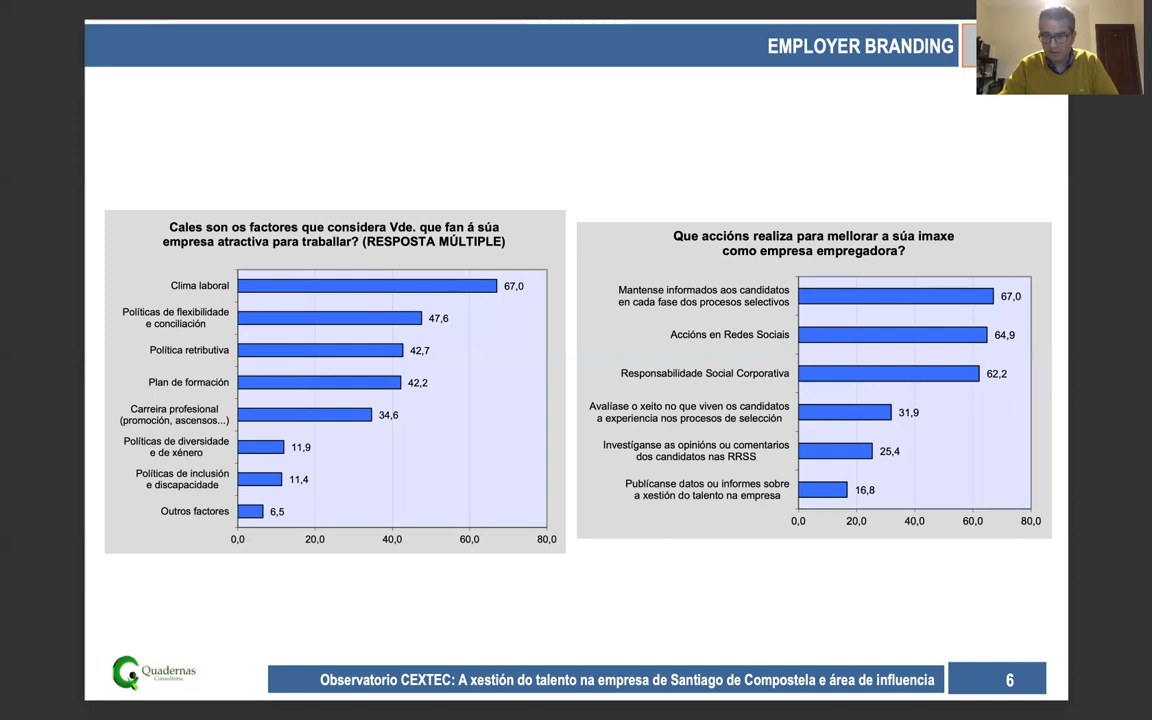 EMPLOYER BRANDING
Cales son os factores que considera Vde. que fan á súa
empresa atractiva para traballar? (RESPOSTA MÚLTIPLE)
Clima laboral
67,0
Políticas de flexibilidade
e conciliación
47,6
Política retributiva
42,7
Plan de formación
42,2
Carreira profesional
(promoción, ascensos...)
34,6
Políticas de diversidade
e de xénero
11,9
Políticas de inclusión
e discapacidade
11,4
Outros factores
6,5
0,0 20,0 40,0 60,0 80,0
Que accións realiza para mellorar a súa imaxe
como empresa empregadora?
Mantense informados aos candidatos
en cada fase dos procesos selectivos
67,0
Accións en Redes Sociais
64,9
Responsabilidade Social Corporativa
62,2
Avalíase o xeito no que viven os candidatos
a experiencia nos procesos de selección
31,9
Investíganse as opinións ou comentarios
dos candidatos nas RRSS
25,4
Publícanse datos ou informes sobre
a xestión do talento na empresa
16,8
0,0 20,0 40,0 60,0 80,0
Quadernas
Consultoría
Observatorio CEXTEC: A xestión do talento na empresa de Santiago de Compostela e área de influencia
6